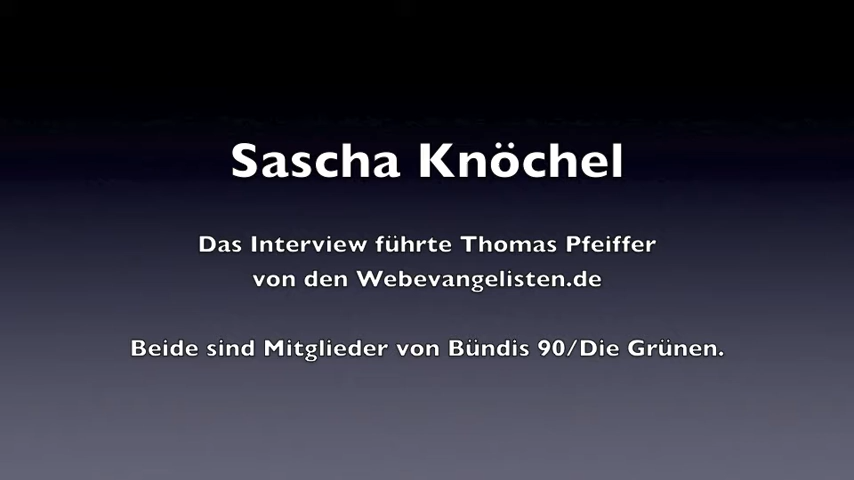 Sascha Knöchel
Das Interview führte Thomas Pfeiffer
von den Webevangelisten.de
Beide sind Mitglieder von Bündis 90/Die Grünen.